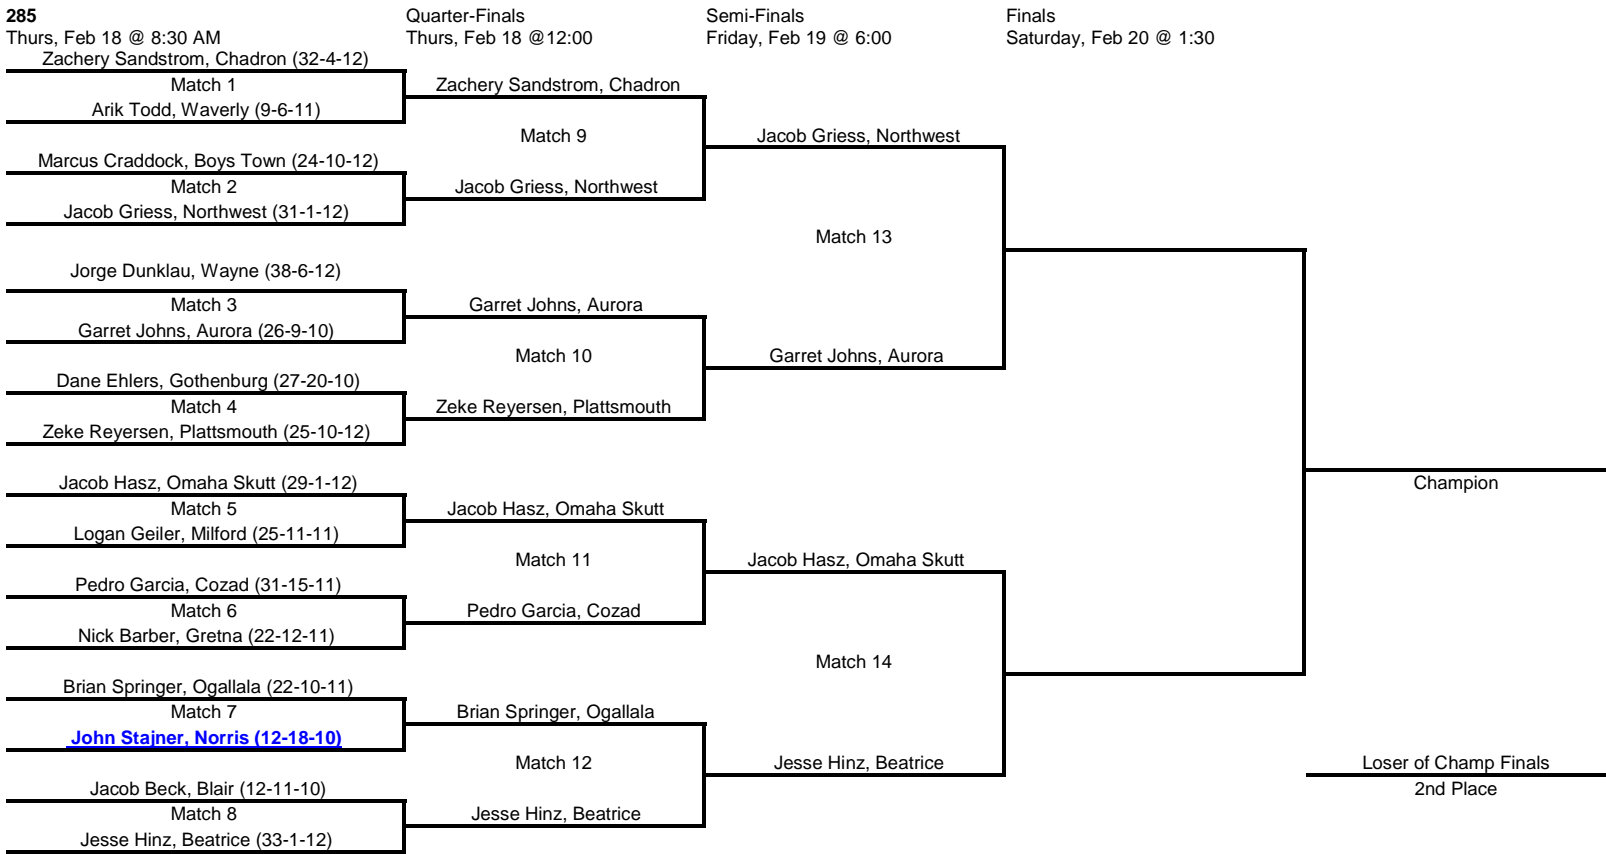 285
Quarter-Finals
Semi-Finals
Finals
Thurs, Feb 18 @ 8:30 AM
Thurs, Feb 18 @12:00
Friday, Feb 19 @ 6:00
Saturday, Feb 20 @ 1:30
Zachery Sandstrom, Chadron (32-4-12)
Match 1
Zachery Sandstrom, Chadron
Arik Todd, Waverly (9-6-11)
Match 9
Jacob Griess, Northwest
Marcus Craddock, Boys Town (24-10-12)
Match 2
Jacob Griess, Northwest
Jacob Griess, Northwest (31-1-12)
Match 13
Jorge Dunklau, Wayne (38-6-12)
Match 3
Garret Johns, Aurora
Garret Johns, Aurora (26-9-10)
Match 10
Garret Johns, Aurora
Dane Ehlers, Gothenburg (27-20-10)
Match 4
Zeke Reyersen, Plattsmouth
Zeke Reyersen, Plattsmouth (25-10-12)
Jacob Hasz, Omaha Skutt (29-1-12)
Champion
Match 5
Jacob Hasz, Omaha Skutt
Logan Geiler, Milford (25-11-11)
Match 11
Jacob Hasz, Omaha Skutt
Pedro Garcia, Cozad (31-15-11)
Match 6
Pedro Garcia, Cozad
Nick Barber, Gretna (22-12-11)
Match 14
Brian Springer, Ogallala (22-10-11)
Match 7
Brian Springer, Ogallala
John Stajner, Norris (12-18-10)
Match 12
Jesse Hinz, Beatrice
Loser of Champ Finals
Jacob Beck, Blair (12-11-10)
2nd Place
Match 8
Jesse Hinz, Beatrice
Jesse Hinz, Beatrice (33-1-12)